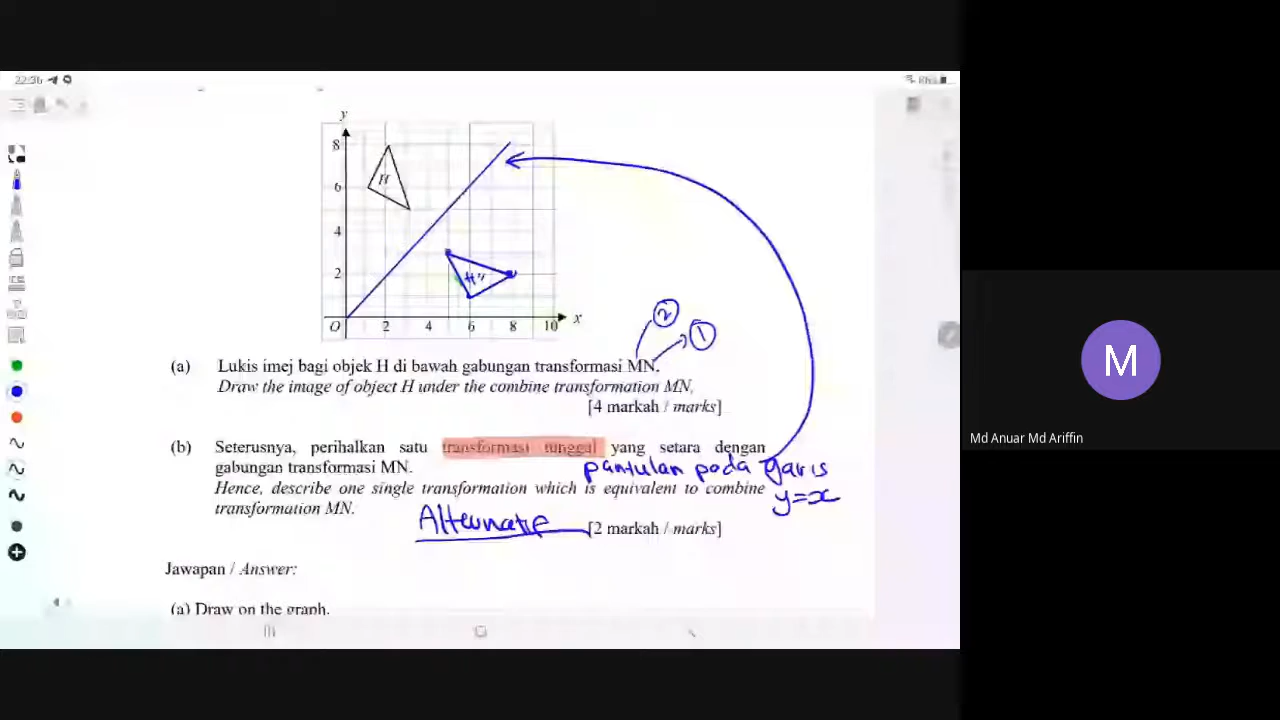 22:36
y
8
6
4
2
O
2
4
6
8
10
x
H
H"
2
1
(a) Lukis imej bagi objek H di bawah gabungan transformasi MN.
Draw the image of object H under the combine transformation MN,
[4 markah / marks]
(b) Seterusnya, perihalkan satu transformasi tunggal yang setara dengan
gabungan transformasi MN.
pantulan pada garis
y=x
Hence, describe one single transformation which is equivalent to combine
transformation MN.
Alternatif
[2 markah / marks]
Jawapan / Answer:
(a) Draw on the graph.
M
Md Anuar Md Ariffin